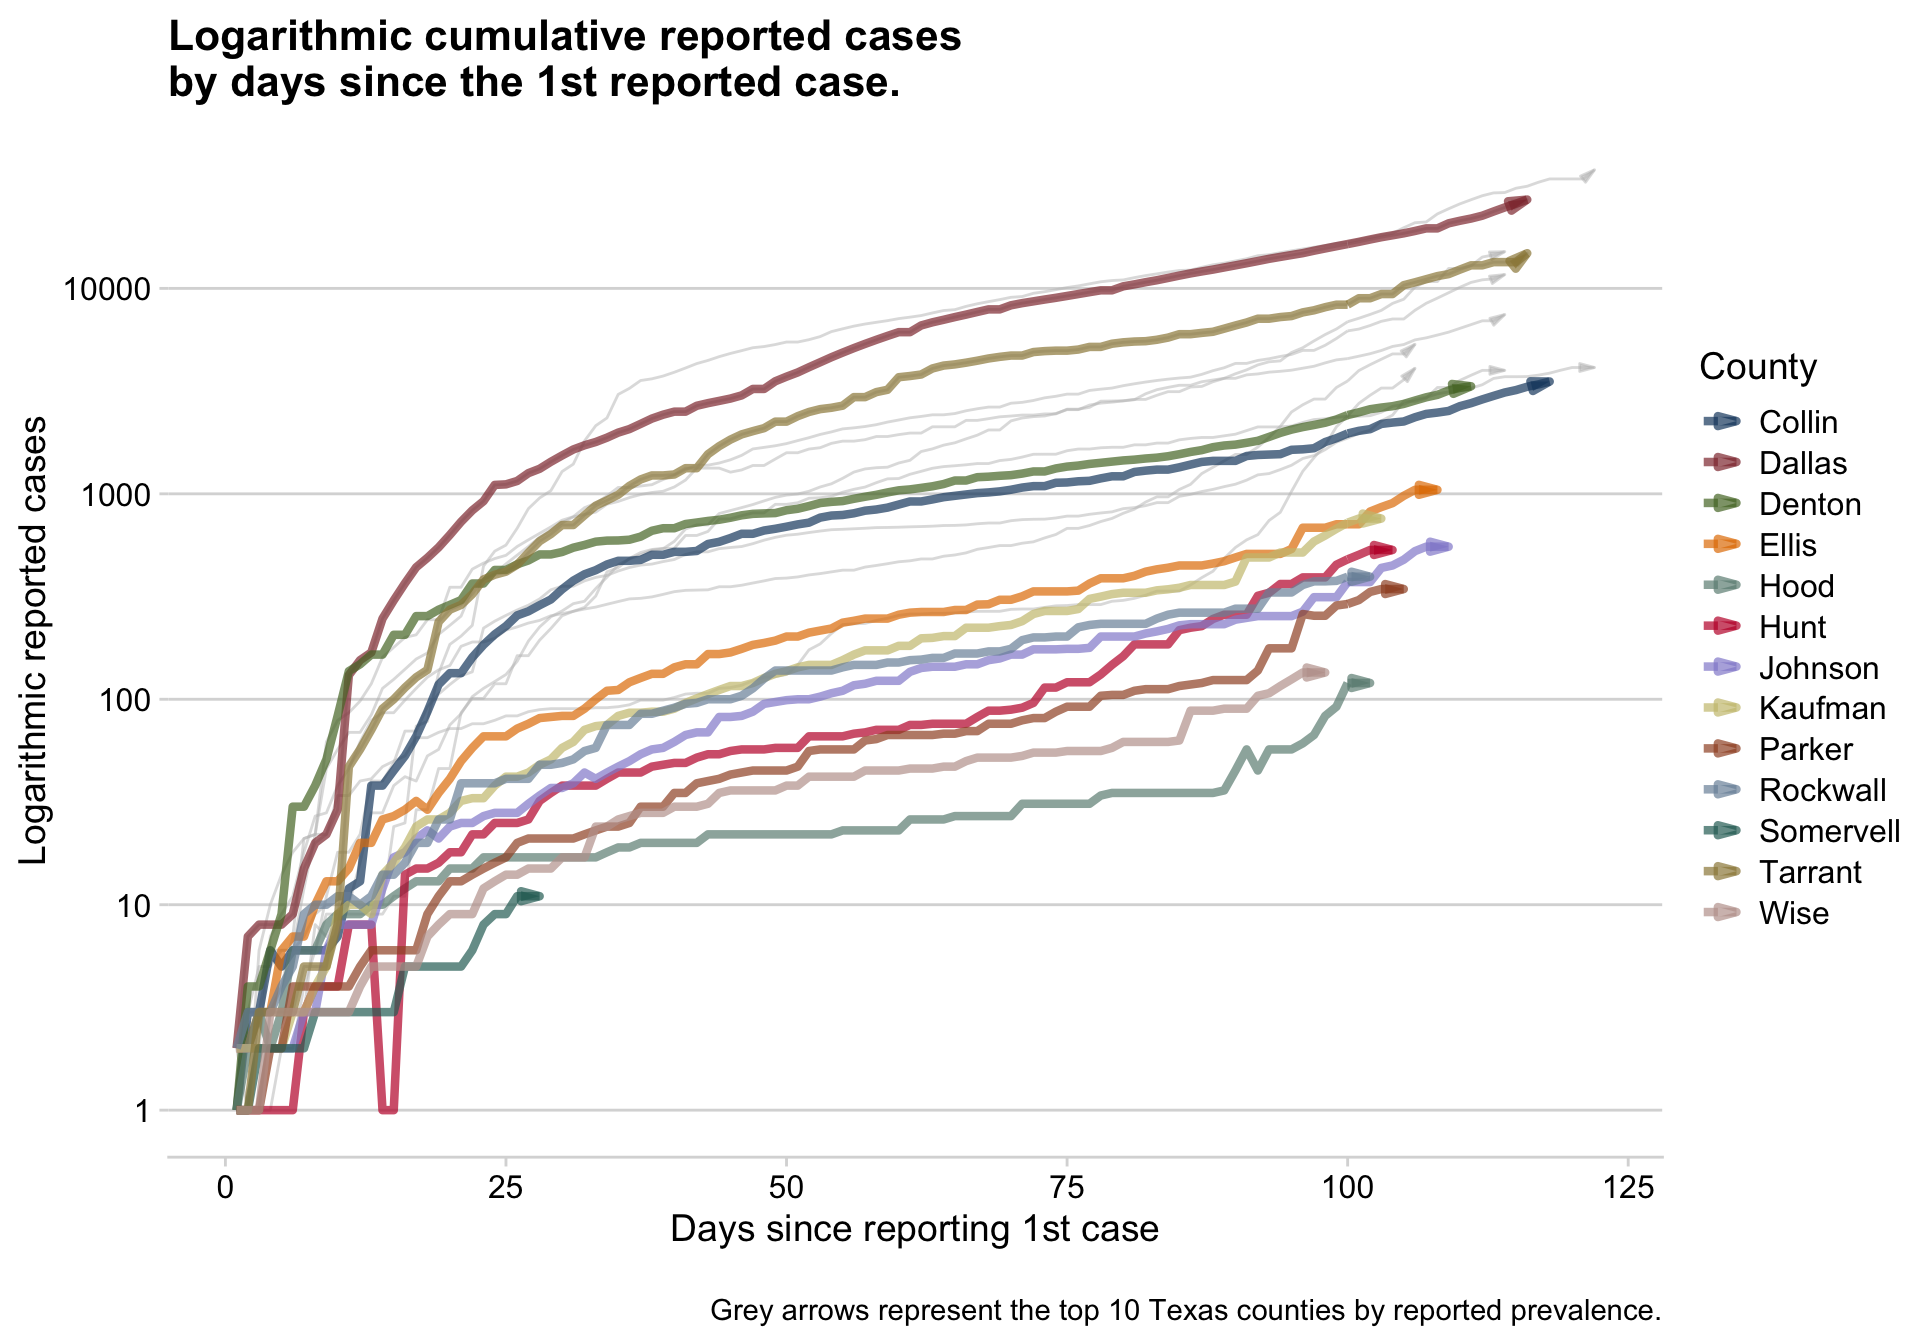 Logarithmic cumulative reported cases
by days since the 1st reported case.
Logarithmic reported cases
10000
1000
100
10
1
0
25
50
75
100
125
Days since reporting 1st case
County
Collin
Dallas
Denton
Ellis
Hood
Hunt
Johnson
Kaufman
Parker
Rockwall
Somervell
Tarrant
Wise
Grey arrows represent the top 10 Texas counties by reported prevalence.